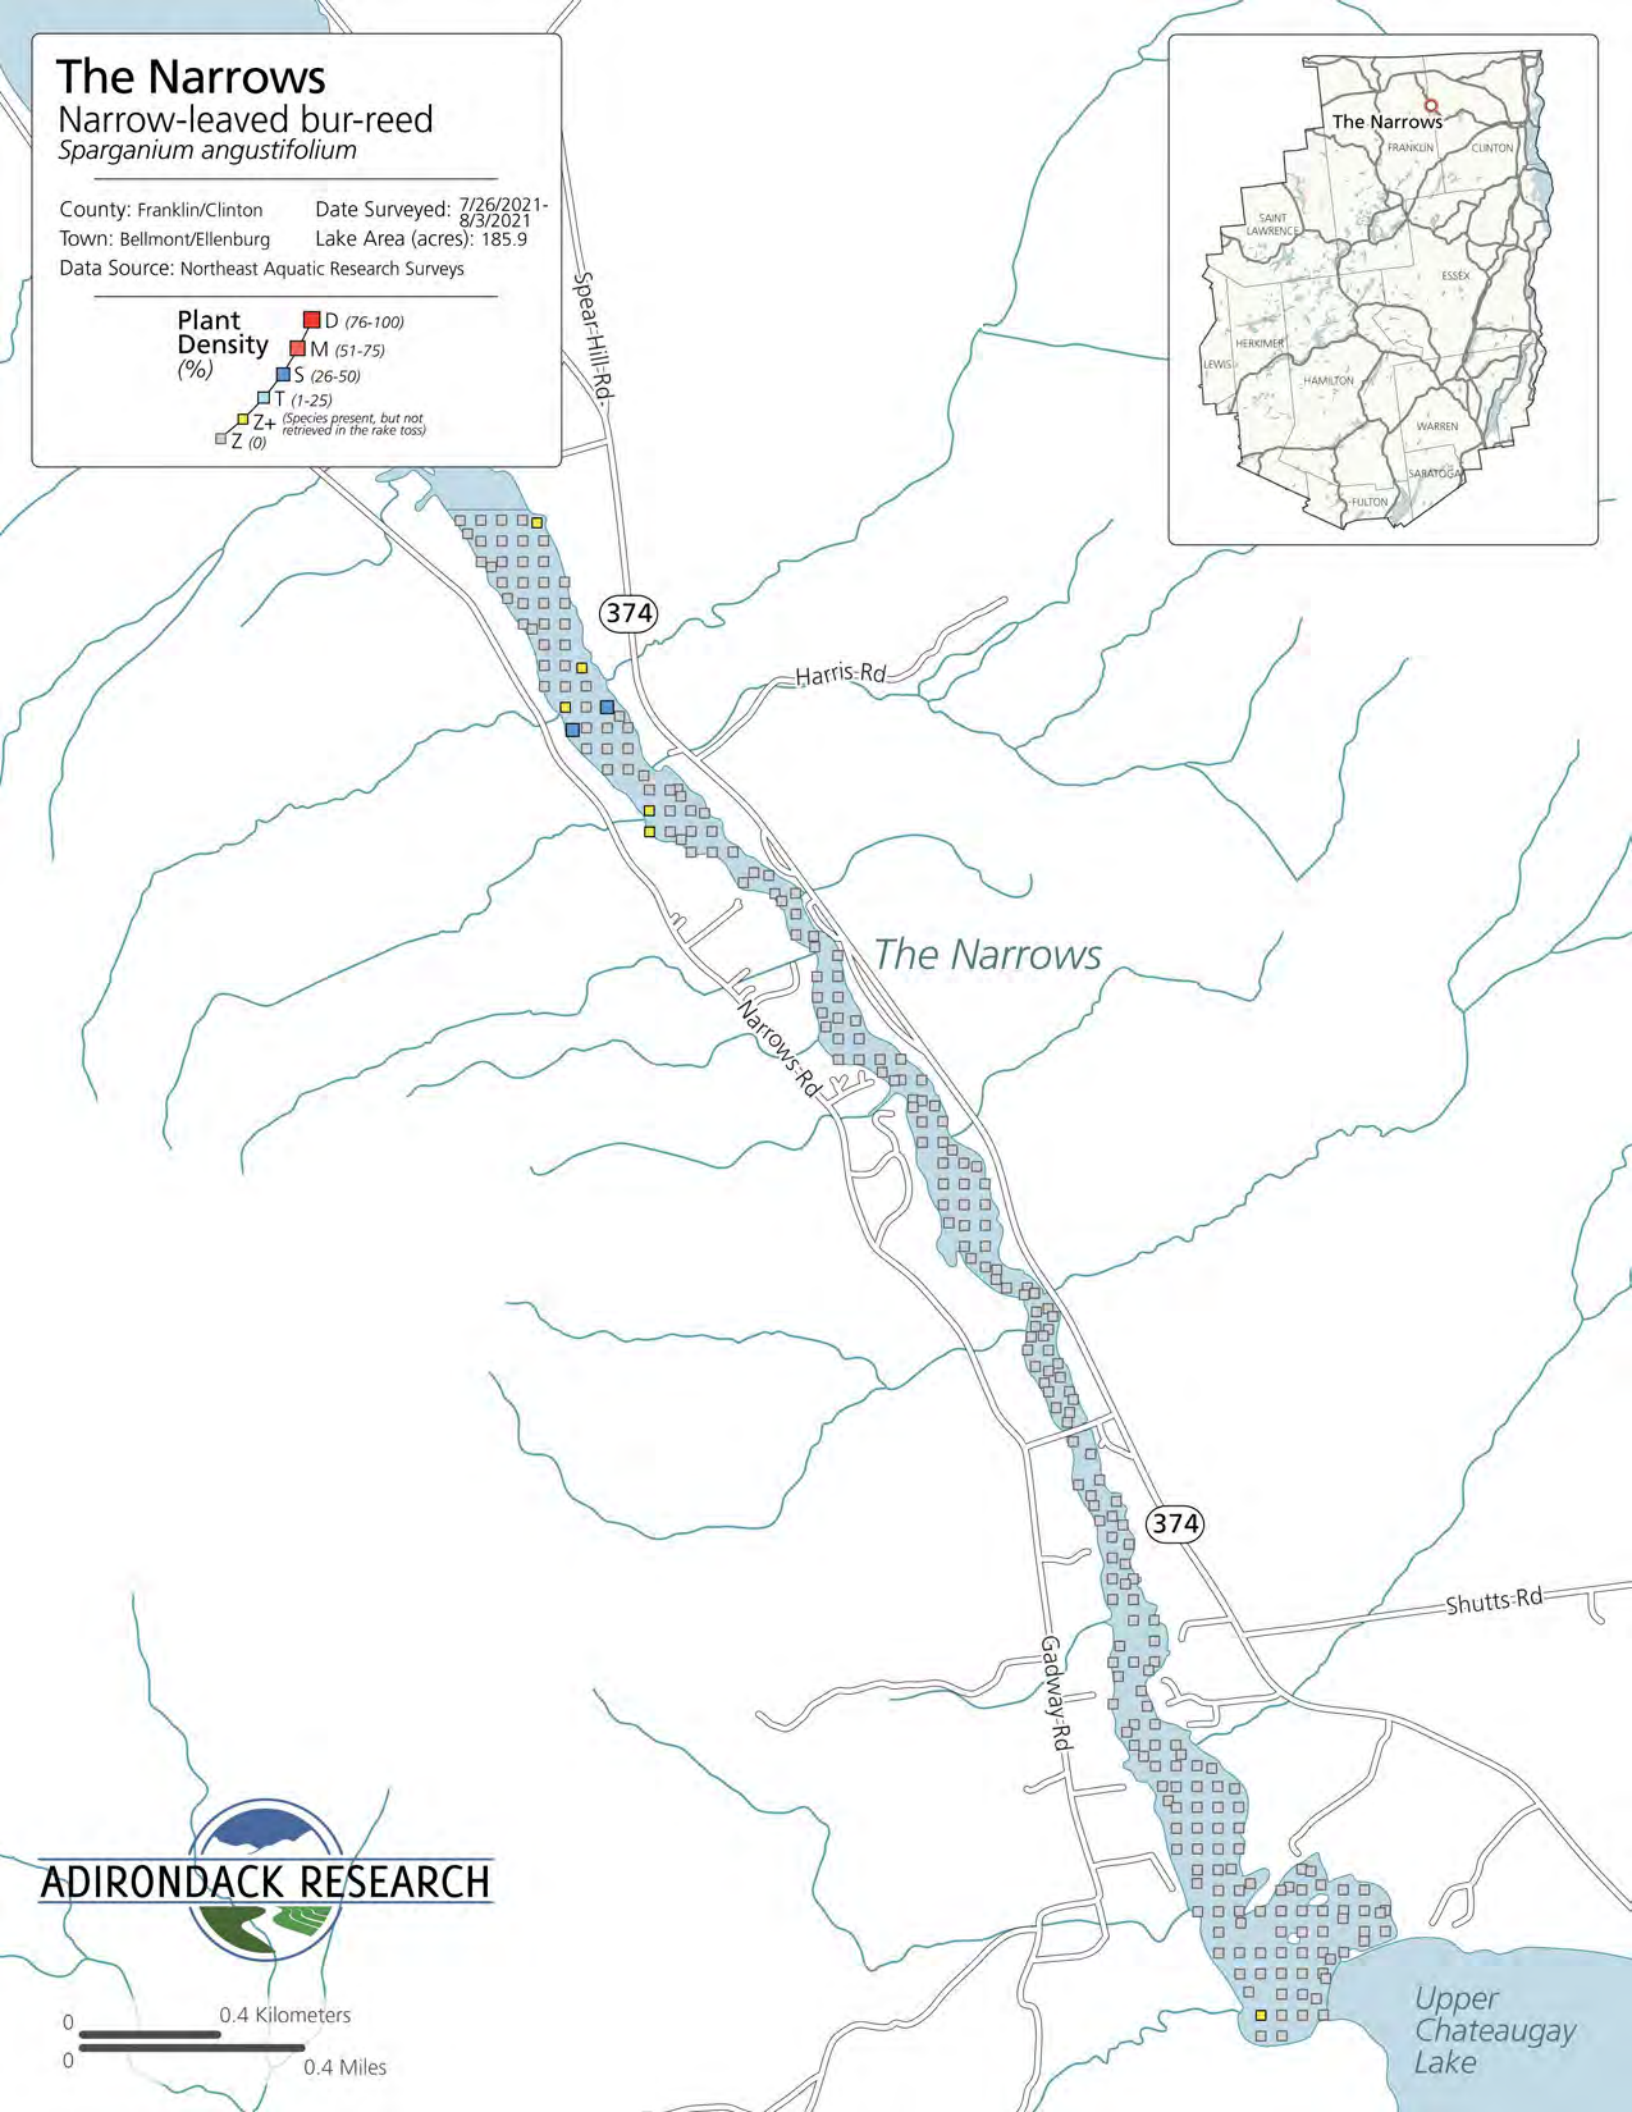 The Narrows
Narrow-leaved bur-reed
Sparganium angustifolium
County: Franklin/Clinton
Date Surveyed: 7/26/2021-
8/3/2021
Town: Bellmont/Ellenburg
Lake Area (acres): 185.9
Data Source: Northeast Aquatic Research Surveys
Plant
Density
(%)
D (76-100)
M (51-75)
S (26-50)
T (1-25)
Z+ (Species present, but not
retrieved in the rake toss)
Z (0)
The Narrows
FRANKLIN
CLINTON
SAINT
LAWRENCE
ESSEX
HERKIMER
LEWIS
HAMILTON
WARREN
SARATOGA
FULTON
Spear-Hill-Rd
374
Harris-Rd
The Narrows
Narrows-Rd
374
Shutts-Rd
Gadway-Rd
ADIRONDACK RESEARCH
0
0.4 Kilometers
0
0.4 Miles
Upper
Chateaugay
Lake